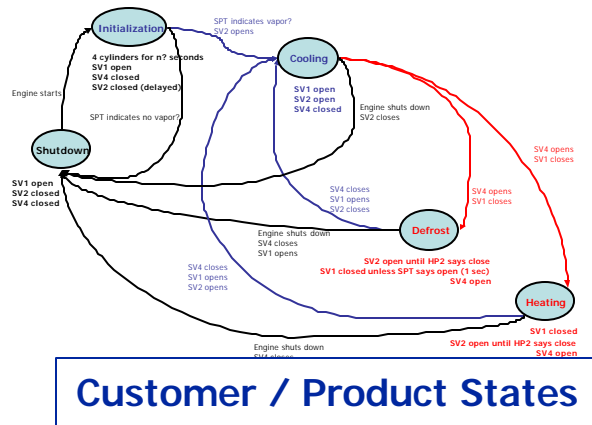 Initialization
SPT indicates vapor?
SV2 opens
Cooling
4 cylinders for n? seconds
SV1 open
SV4 closed
SV2 closed (delayed)
SV1 open
SV2 open
SV4 closed
Engine starts
Engine shuts down
SV2 closes
SPT indicates no vapor?
Shutdown
SV4 opens
SV1 closes
SV1 open
SV2 closed
SV4 closed
SV4 closes
SV1 opens
SV2 closes
SV4 opens
SV1 closes
Defrost
Engine shuts down
SV4 closes
SV1 opens
SV2 open until HP2 says close
SV1 closed unless SPT says open (1 sec)
SV4 open
SV4 closes
SV1 opens
SV2 opens
Heating
SV1 closed
SV2 open until HP2 says close
SV4 open
Engine shuts down
SV4 closes
Customer / Product States